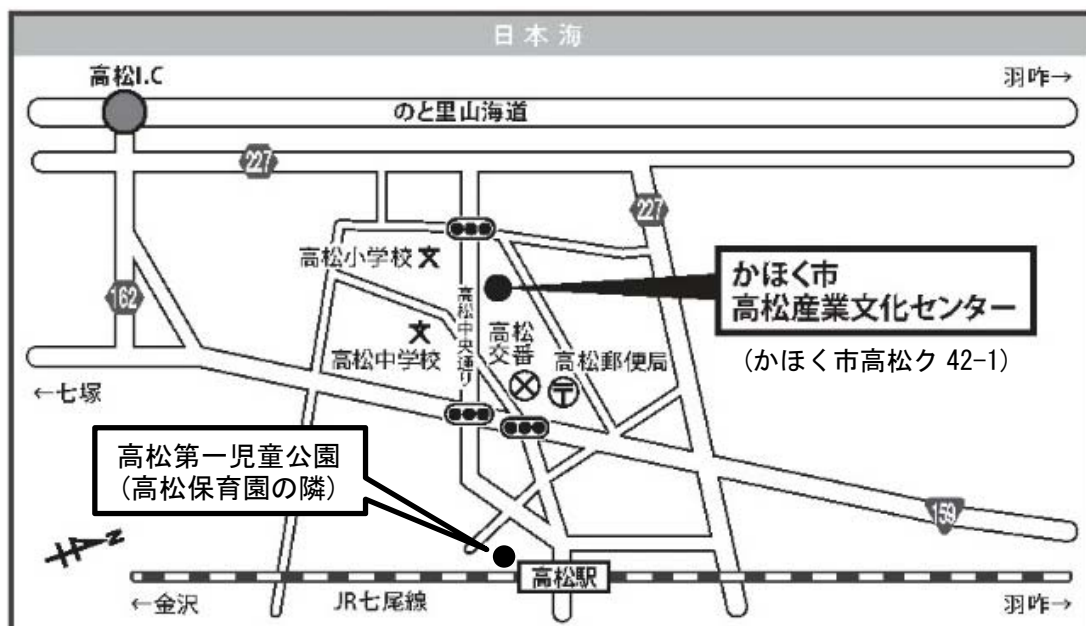 日本海
高松I.C
羽咋→
のと里山海道
227
227
高松小学校
かほく市
高松産業文化センター
(かほく市高松ク 42-1)
162
高松中央通り
高松
交番
高松中学校
高松郵便局
←七塚
高松第一児童公園
(高松保育園の隣)
159
N
高松駅
←金沢
JR七尾線
羽咋→